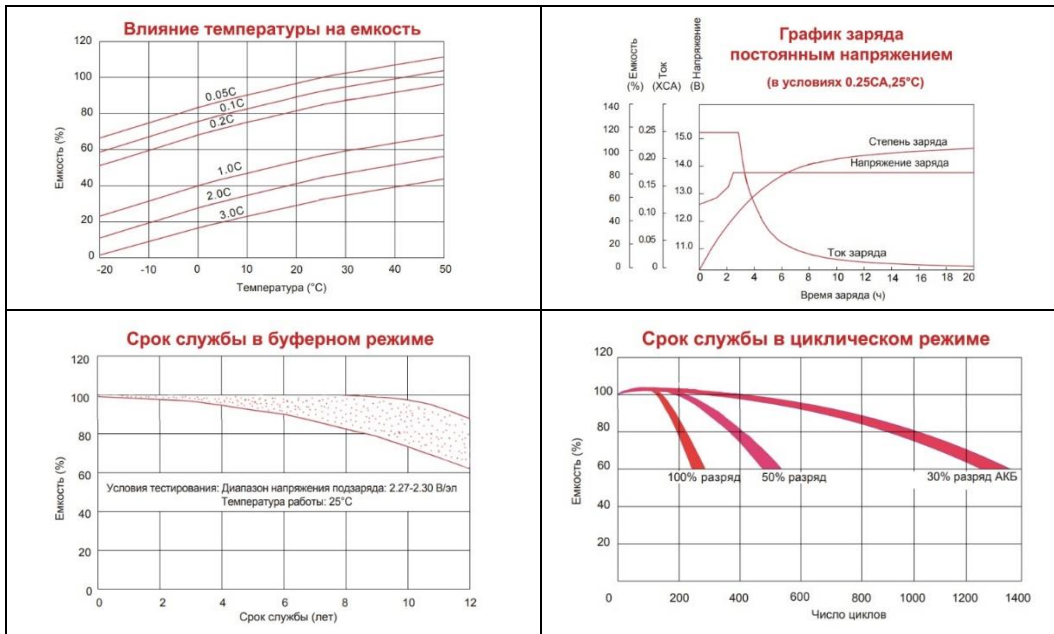 Влияние температуры на емкость
Емкость (%)
120
100
80
60
40
20
0
0.05C
0.1C
0.2C
1.0C
2.0C
3.0C
-20
-10
0
10
20
30
40
50
Температура (°C)
График заряда
постоянным напряжением
(в условиях 0.25CA,25°C)
Емкость
(%)
Ток
(XCA)
Напряжение
(В)
140
120
100
80
60
40
20
0
0.25
0.20
0.15
0.10
0.05
0
15.0
14.0
13.0
12.0
11.0
Степень заряда
Напряжение заряда
Ток заряда
0
2
4
6
8
10
12
14
16
18
20
Время заряда (ч)
Срок службы в буферном режиме
Емкость (%)
120
100
80
60
40
20
0
Условия тестирования: Диапазон напряжения подзаряда: 2.27-2.30 В/эл
Температура работы: 25°C
0
2
4
6
8
10
12
Срок службы (лет)
Срок службы в циклическом режиме
Емкость (%)
120
100
80
60
40
20
0
100% разряд
50% разряд
30% разряд АКБ
200
400
600
800
1000
1200
1400
Число циклов